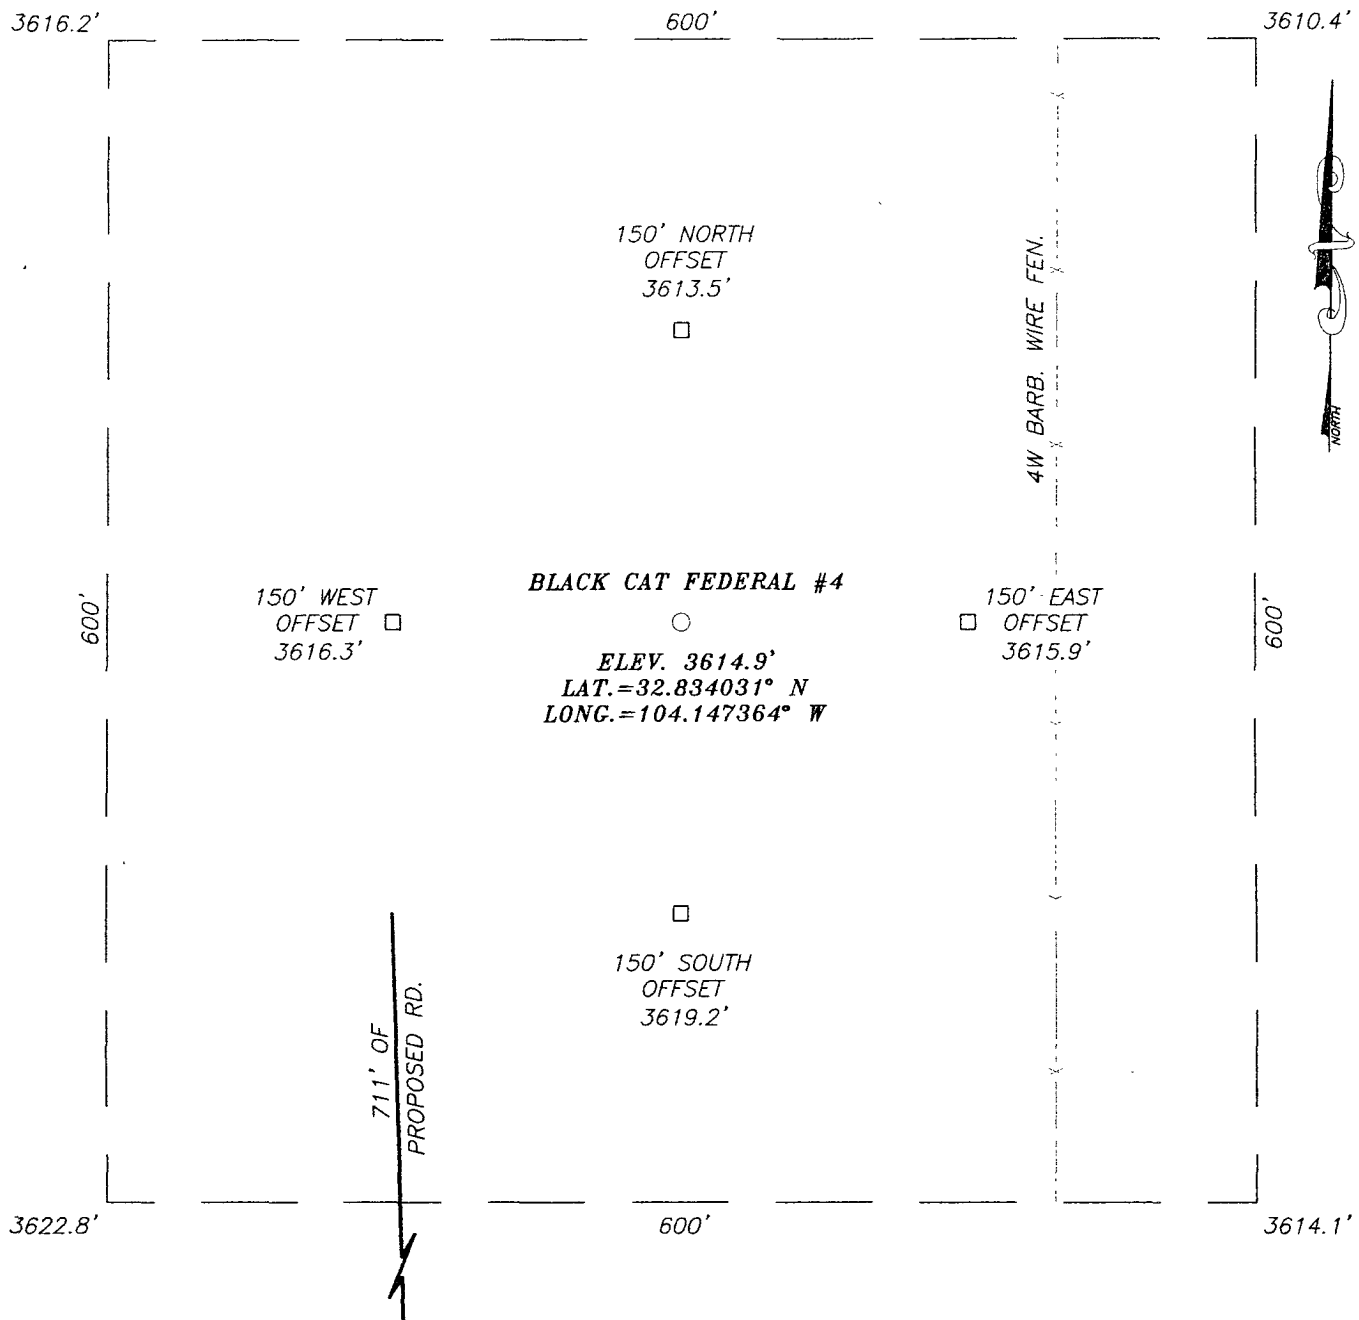 3616.2'
600'
3610.4'
150' NORTH
OFFSET
3613.5'
4W BARB. WIRE FEN.
NORTH
BLACK CAT FEDERAL #4
150' WEST
OFFSET
3616.3'
150' EAST
OFFSET
3615.9'
600'
600'
ELEV. 3614.9'
LAT.=32.834031° N
LONG.=104.147364° W
150' SOUTH
OFFSET
3619.2'
711' OF
PROPOSED RD.
3622.8'
600'
3614.1'